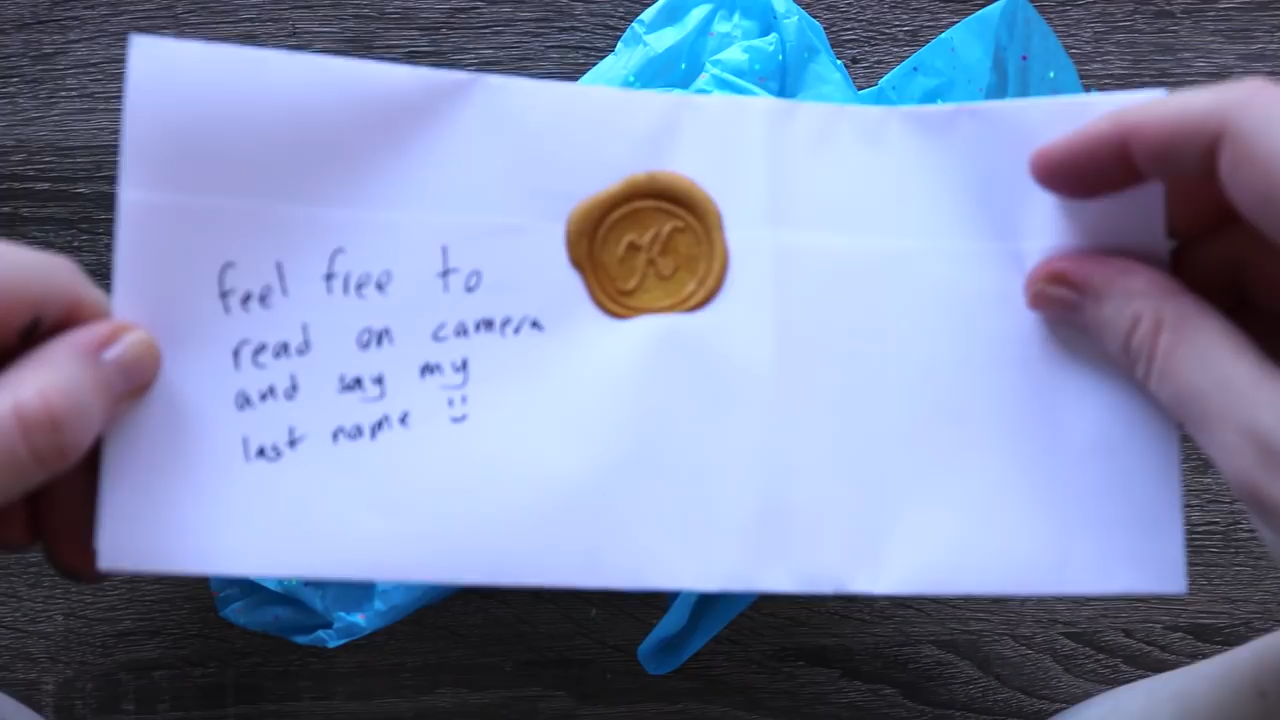 feel free to
read on camera
and say my
last name :)
K